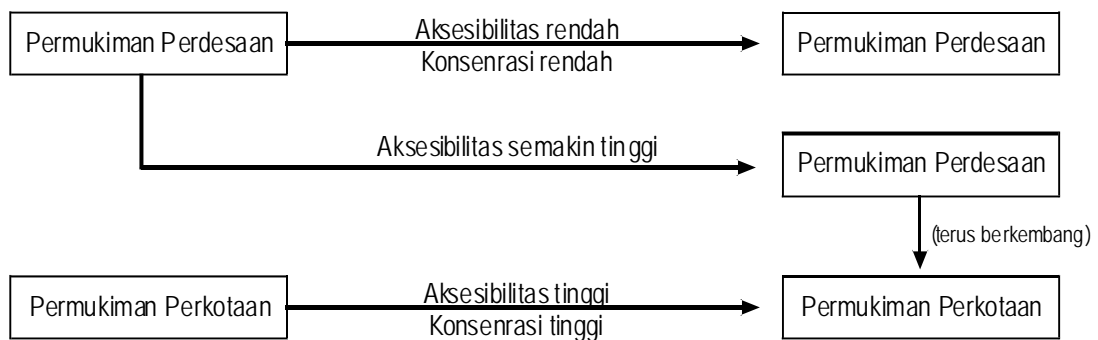 Permukiman Perdesaan
Aksesibilitas rendah
Konsenrasi rendah
Permukiman Perdesaan
Aksesibilitas semakin tinggi
Permukiman Perdesaan
(terus berkembang)
Permukiman Perkotaan
Aksesibilitas tinggi
Konsenrasi tinggi
Permukiman Perkotaan